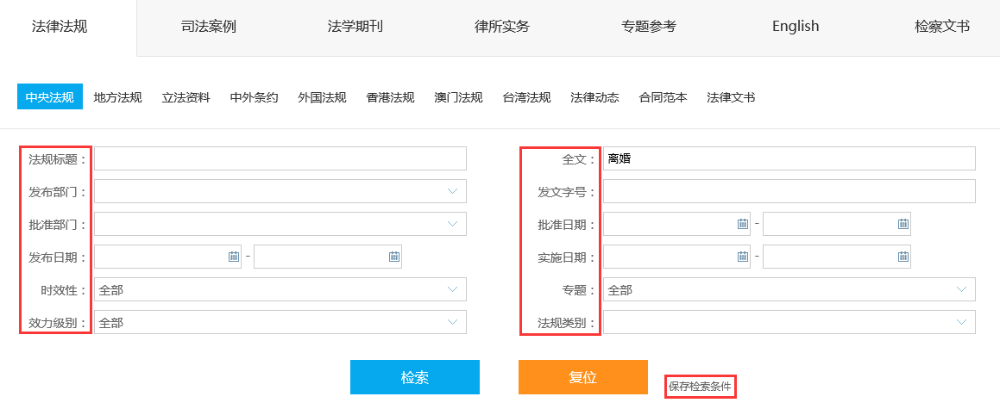 法律法规 司法案例 法学期刊 律所实务 专题参考 English 检察文书
中央法规 地方法规 立法资料 中外条约 外国法规 香港法规 澳门法规 台湾法规 法律动态 合同范本 法律文书
法规标题： 全文： 离婚
发布部门： 发文字号：
批准部门： 批准日期： -
发布日期： - 实施日期： -
时效性： 全部 专题： 全部
效力级别： 全部 法规类别：
检索 复位 保存检索条件